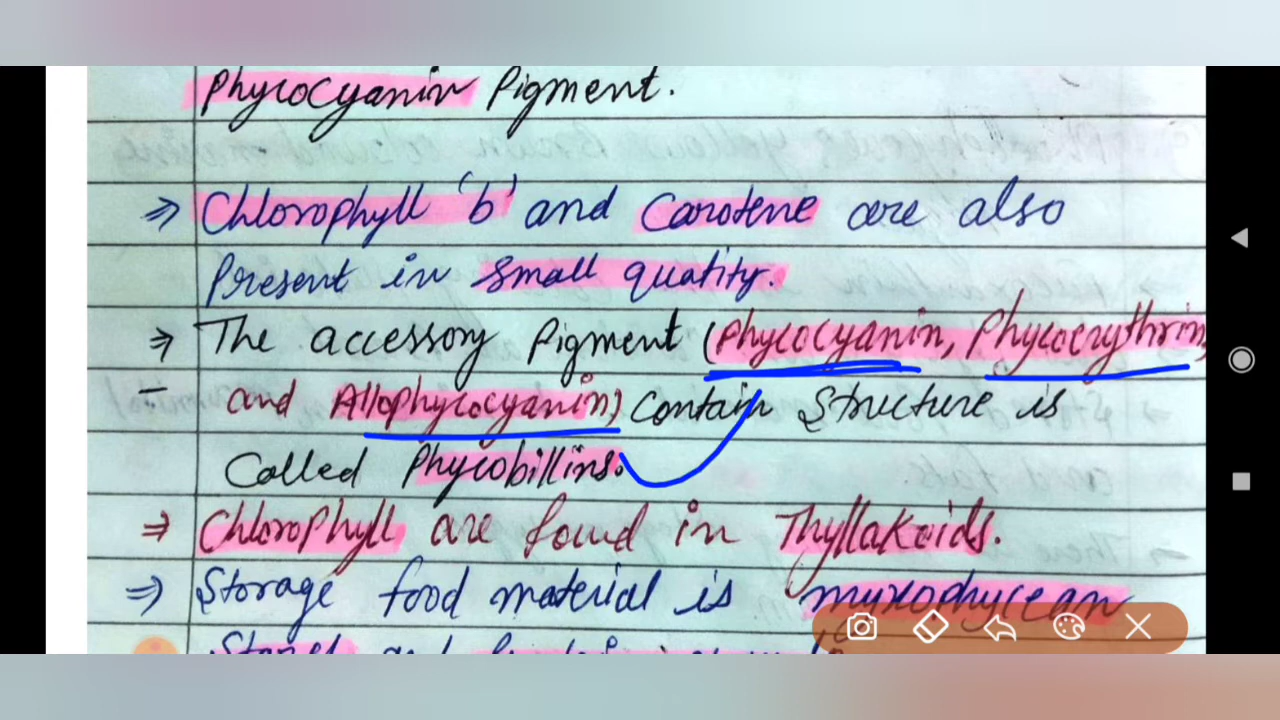 Phycocyanin Pigment.
⇒ Chlorophyll 'b' and Carotene are also
Present in small quatity.
⇒ The accessory Pigment (Phycocyanin, Phycoerythrin,
and Allophycocyanin) Contain Structure is
Called Phycobillins.
⇒ Chlorophyll are found in Thyllakoids.
⇒ Storage food material is myxophycean